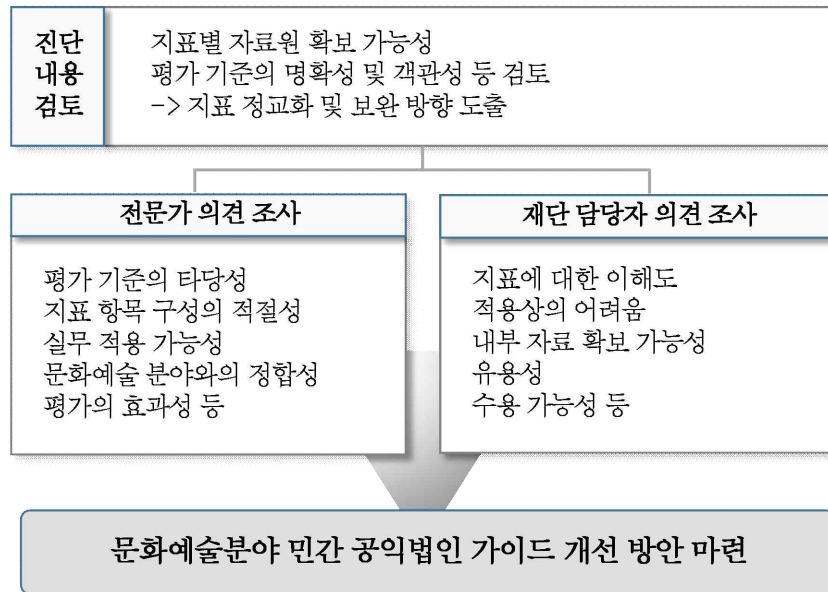 진단
내용
검토
지표별 자료원 확보 가능성
평가 기준의 명확성 및 객관성 등 검토
-> 지표 정교화 및 보완 방향 도출
전문가 의견 조사
평가 기준의 타당성
지표 항목 구성의 적절성
실무 적용 가능성
문화예술 분야와의 정합성
평가의 효과성 등
재단 담당자 의견 조사
지표에 대한 이해도
적용상의 어려움
내부 자료 확보 가능성
유용성
수용 가능성 등
문화예술분야 민간 공익법인 가이드 개선 방안 마련